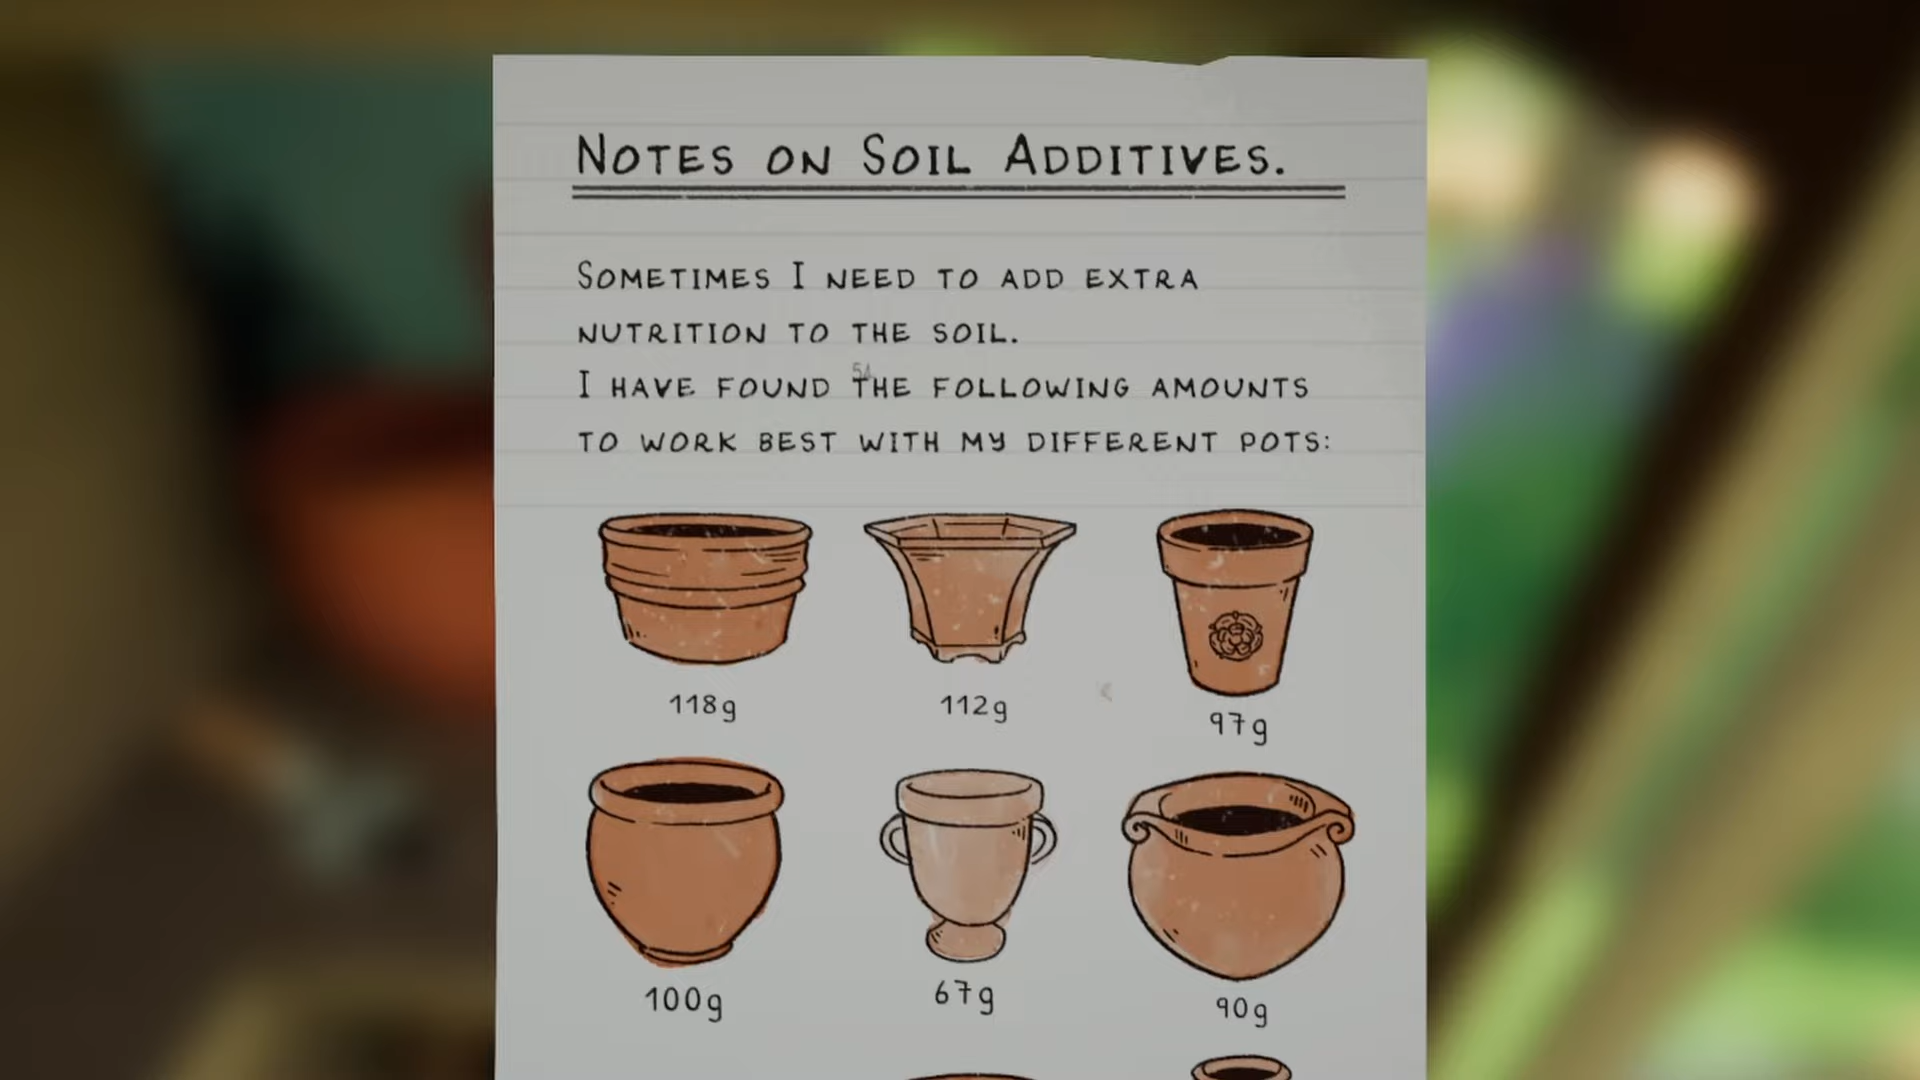 NOTES ON SOIL ADDITIVES.
SOMETIMES I NEED TO ADD EXTRA
NUTRITION TO THE SOIL.
I HAVE FOUND THE FOLLOWING AMOUNTS
TO WORK BEST WITH MY DIFFERENT POTS:
118g 112g 97g
100g 67g 90g